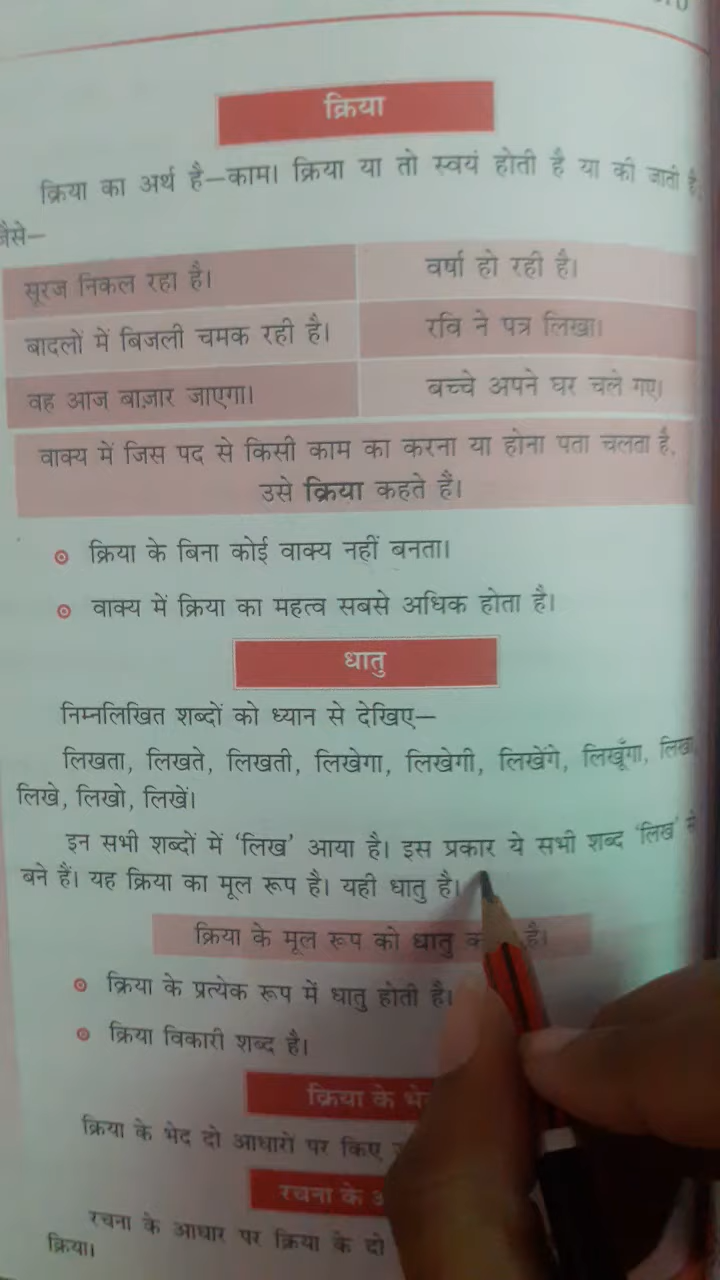 क्रिया
क्रिया का अर्थ है—काम। क्रिया या तो स्वयं होती है या की जाती है,
जैसे—
सूरज निकल रहा है। वर्षा हो रही है।
बादलों में बिजली चमक रही है। रवि ने पत्र लिखा।
वह आज बाज़ार जाएगा। बच्चे अपने घर चले गए।
वाक्य में जिस पद से किसी काम का करना या होना पता चलता है,
उसे क्रिया कहते हैं।
क्रिया के बिना कोई वाक्य नहीं बनता।
वाक्य में क्रिया का महत्व सबसे अधिक होता है।
धातु
निम्नलिखित शब्दों को ध्यान से देखिए—
लिखता, लिखते, लिखती, लिखेगा, लिखेगी, लिखेंगे, लिखूँगा, लिखा,
लिखे, लिखो, लिखें।
इन सभी शब्दों में ‘लिख’ आया है। इस प्रकार ये सभी शब्द ‘लिख’ से
बने हैं। यह क्रिया का मूल रूप है। यही धातु है।
क्रिया के मूल रूप को धातु है।
क्रिया के प्रत्येक रूप में धातु होती है।
क्रिया विकारी शब्द है।
क्रिया के
क्रिया के भेद दो आधारों पर किए
रचना के
रचना के आधार पर क्रिया के दो
क्रिया।